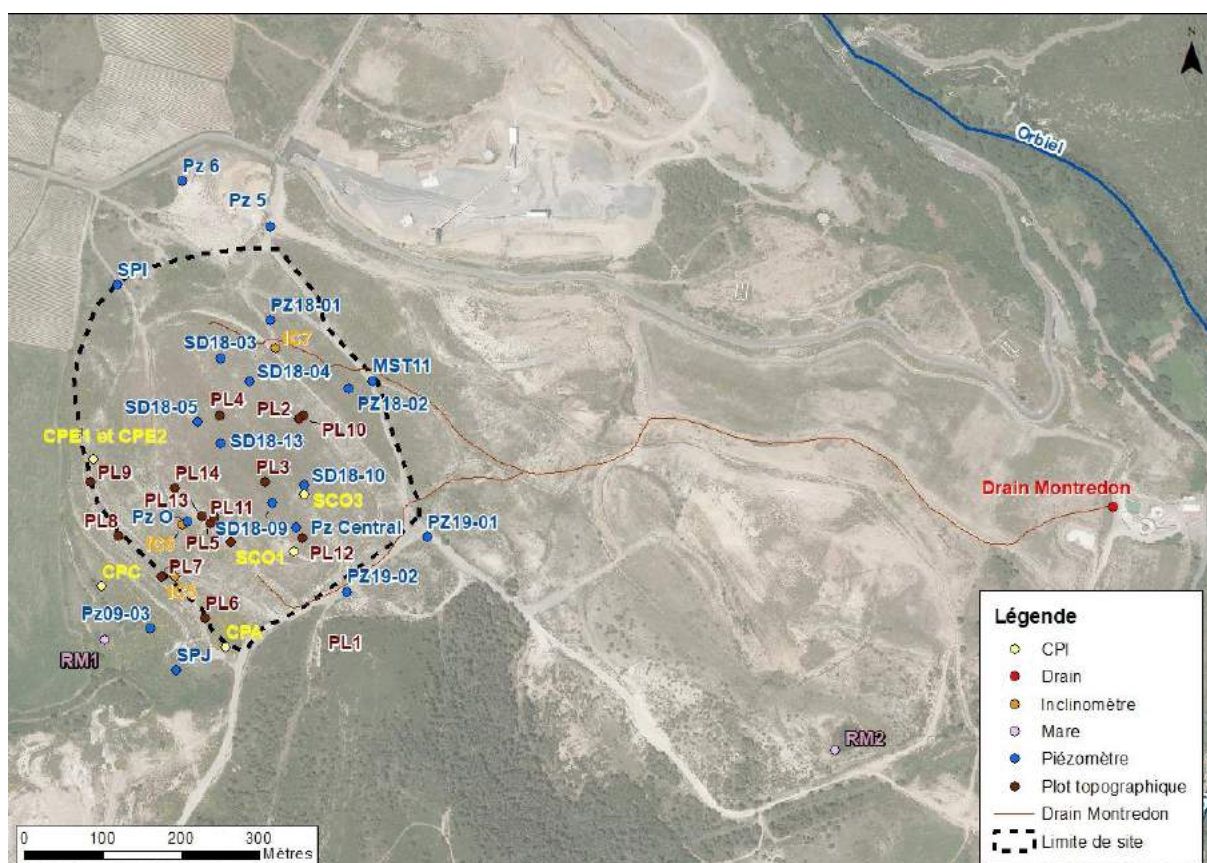 N
Orbiel
Pz 6
Pz 5
SPI
PZ18-01
IC7
SD18-03
SD18-04
MST11
PZ18-02
PL4
PL2
SD18-05
PL10
CPE1 et CPE2
SD18-13
PL9
PL14
PL3
SD18-10
SCO3
PL13
PL11
Pz O
SD18-09
Pz Central
PL8
PL5
SCO1
PL12
PZ19-01
Drain Montredon
CPC
PL7
PZ19-02
Pz09-03
PL6
RM1
CPA
PL1
SPJ
RM2
Légende
CPI
Drain
Inclinomètre
Mare
Piézomètre
Plot topographique
Drain Montredon
Limite de site
0 100 200 300
Mètres